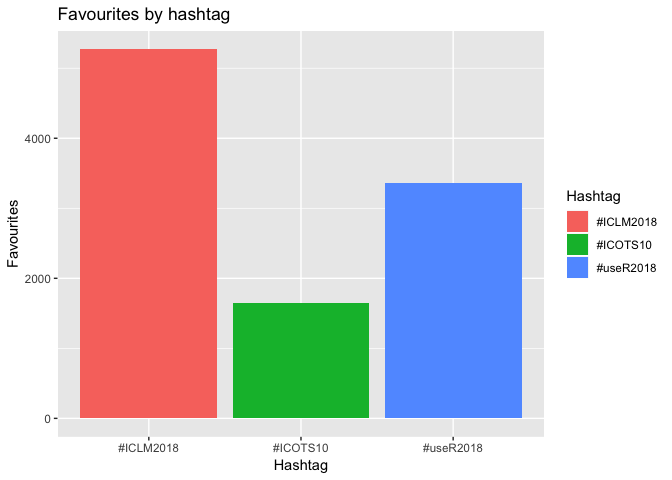 Favourites by hashtag
Favourites
4000
2000
0
#ICLM2018
#ICOTS10
#useR2018
Hashtag
Hashtag
#ICLM2018
#ICOTS10
#useR2018